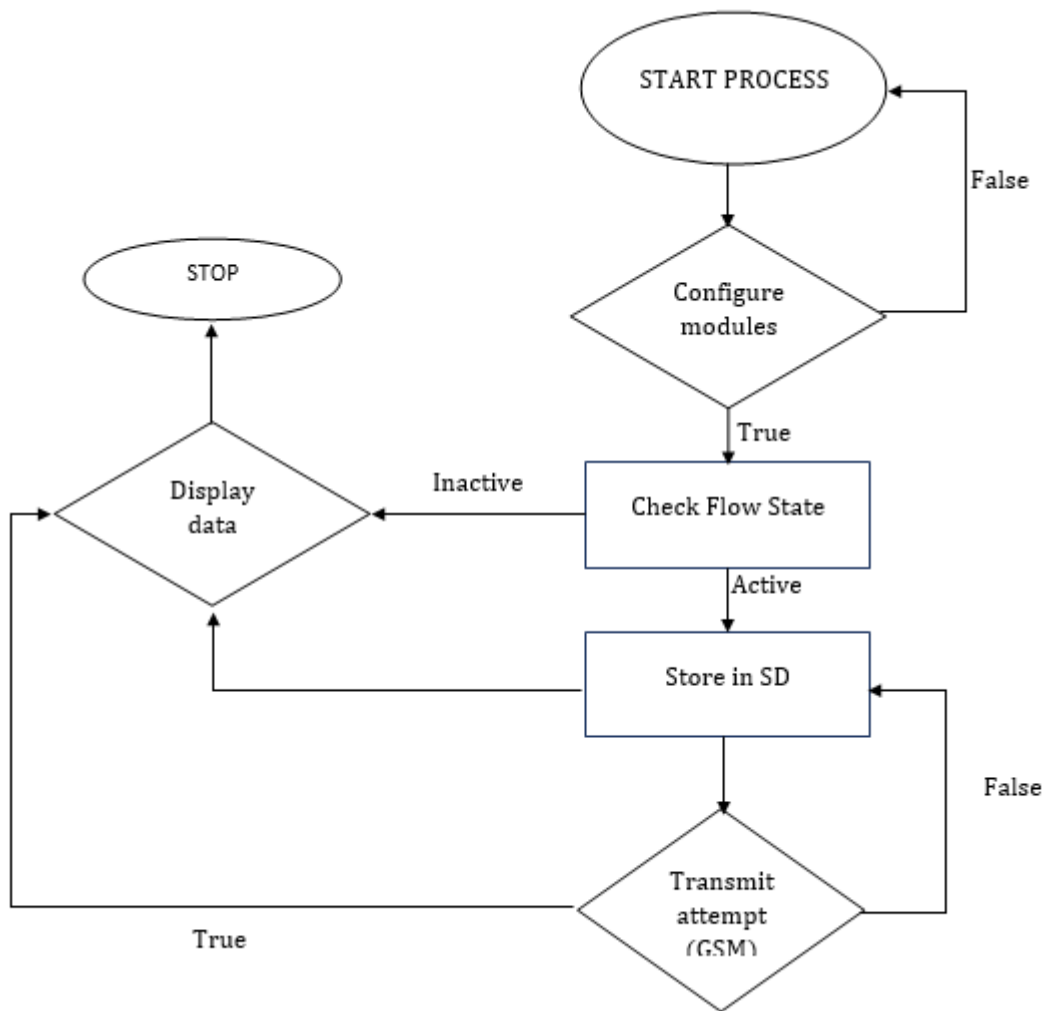 START PROCESS
False
STOP
Configure
modules
True
Display
data
Inactive
Check Flow State
Active
Store in SD
False
Transmit
attempt
(GSM)
True